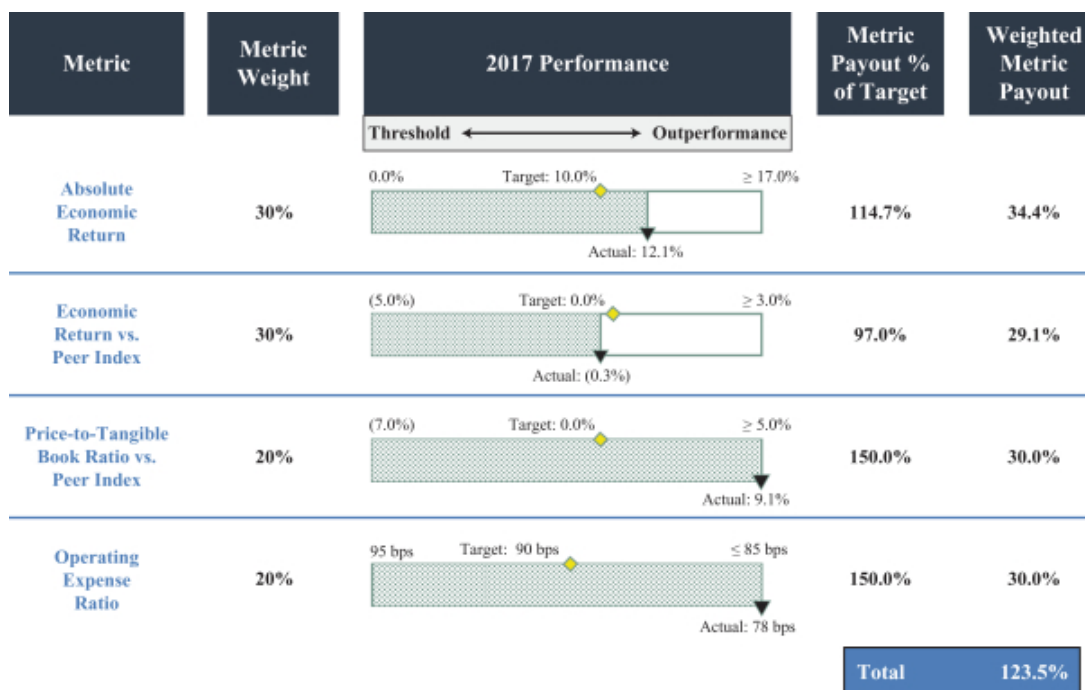 Metric
Metric
Weight
2017 Performance
Metric
Payout %
of Target
Weighted
Metric
Payout
Threshold
Outperformance
Absolute
Economic
Return
30%
0.0%
Target: 10.0%
≥ 17.0%
Actual: 12.1%
114.7%
34.4%
Economic
Return vs.
Peer Index
30%
(5.0%)
Target: 0.0%
≥ 3.0%
Actual: (0.3%)
97.0%
29.1%
Price-to-Tangible
Book Ratio vs.
Peer Index
20%
(7.0%)
Target: 0.0%
≥ 5.0%
Actual: 9.1%
150.0%
30.0%
Operating
Expense
Ratio
20%
95 bps
Target: 90 bps
≤ 85 bps
Actual: 78 bps
150.0%
30.0%
Total
123.5%